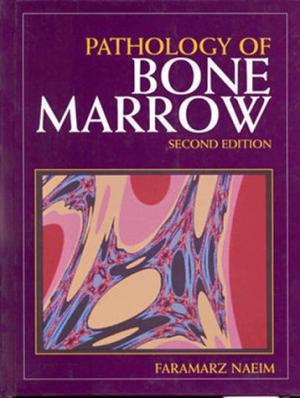 PATHOLOGY OF
BONE
MARROW
SECOND EDITION
FARAMARZ NAEIM